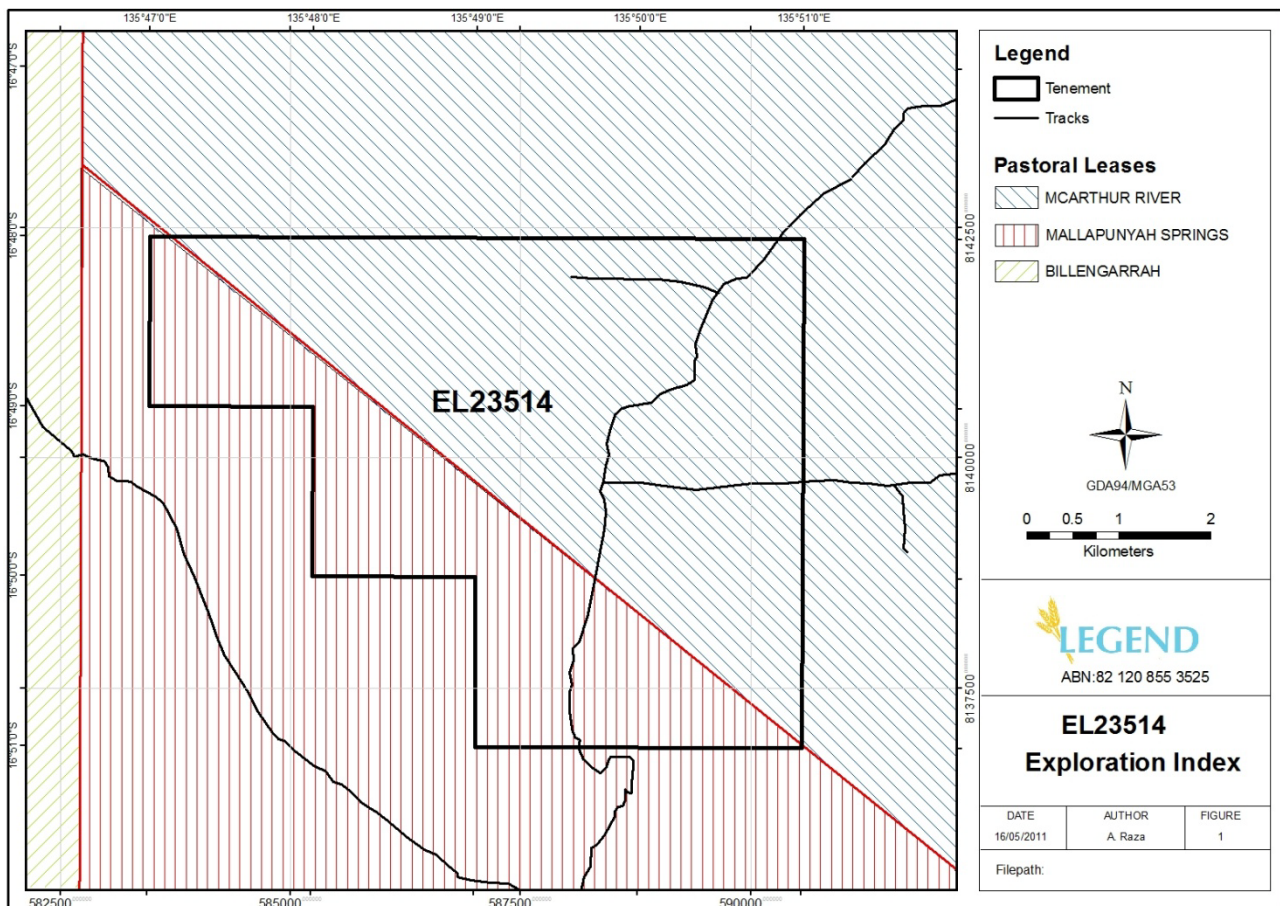 135°47'0"E 135°48'0"E 135°49'0"E 135°50'0"E 135°51'0"E
16°47'0"S
16°48'0"S
16°49'0"S
16°50'0"S
16°51'0"S
EL23514
8142500
8140000
8137500
582500 585000 587500 590000
Legend
Tenement
Tracks
Pastoral Leases
MCARTHUR RIVER
MALLAPUNYAH SPRINGS
BILLENGARRAH
N
GDA94/MGA53
0 0.5 1 2
Kilometers
LEGEND
ABN:82 120 855 3525
EL23514
Exploration Index
DATE AUTHOR FIGURE
16/05/2011 A. Raza 1
Filepath: